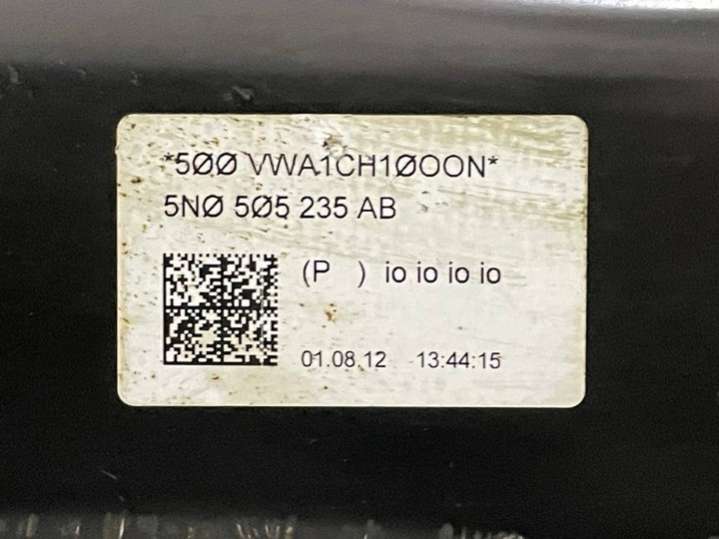 *5ØØ VWA1CH1ØOON*
5NØ 5Ø5 235 AB
(P ) io io io io
01.08.12 13:44:15